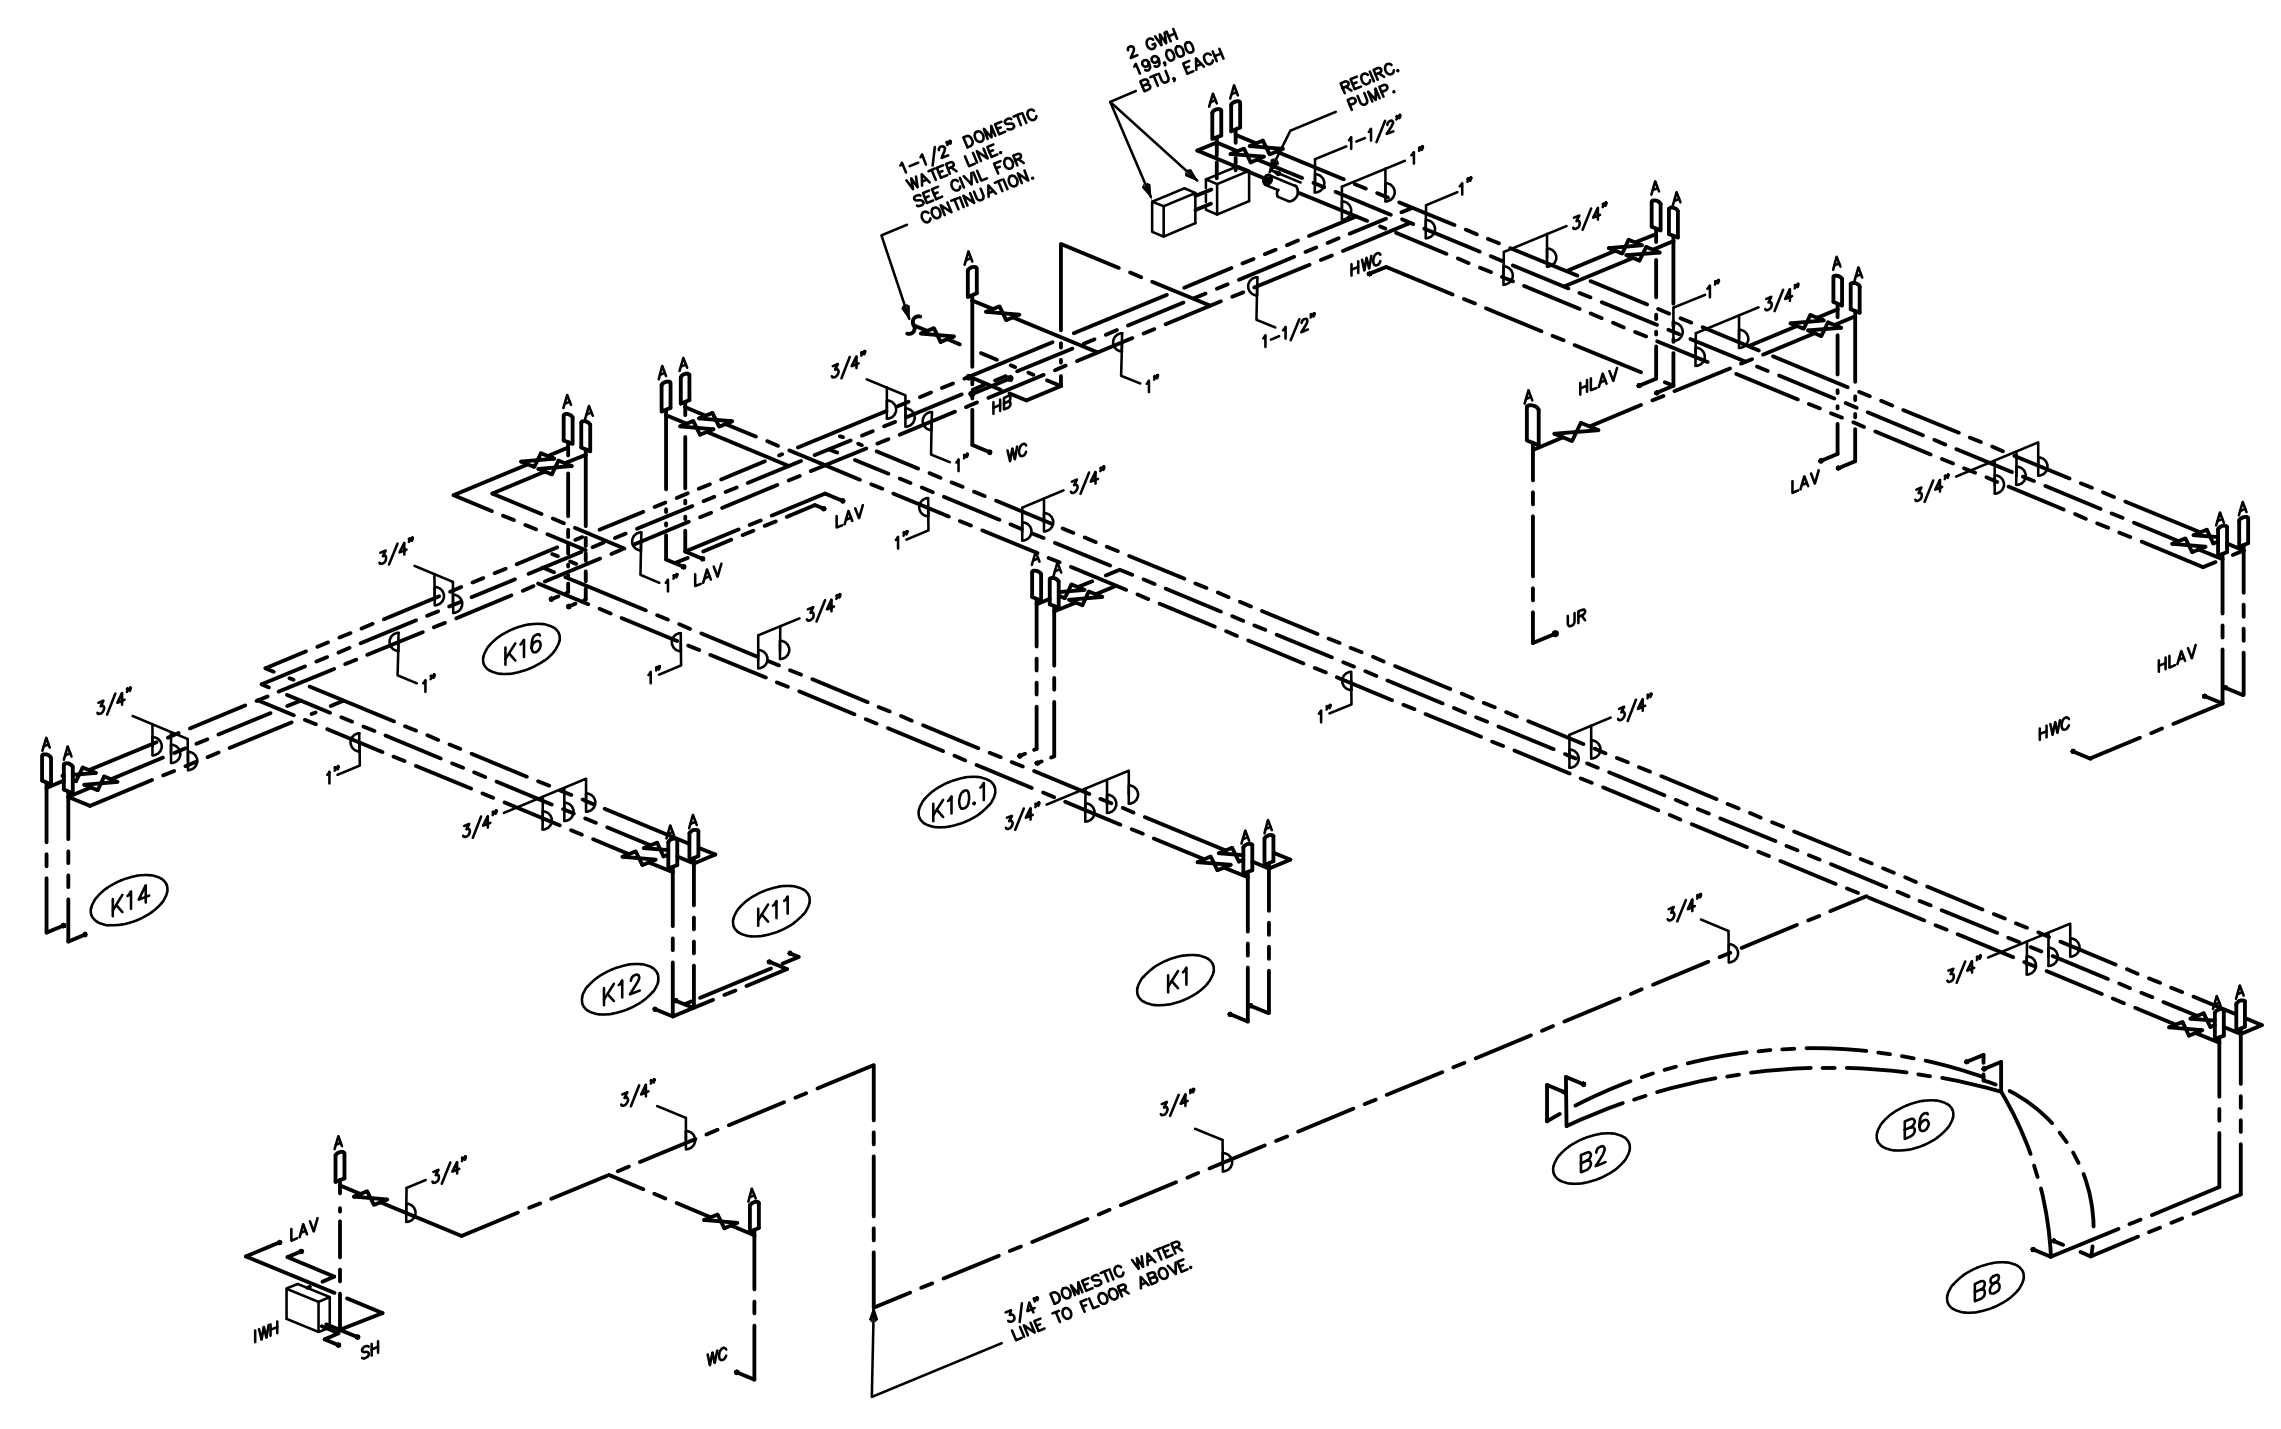 2 GWH
199,000
BTU, EACH
RECIRC.
PUMP.
1-1/2" DOMESTIC
WATER LINE.
SEE CIVIL FOR
CONTINUATION.
A
A
1-1/2"
1"
1"
A
A
3/4"
HWC
A
1"
3/4"
A
A
1-1/2"
1"
3/4"
HB
WC
1"
HLAV
A
A
A
A
A
LAV
3/4"
3/4"
1"
LAV
LAV
1"
3/4"
1"
A
A
A
A
UR
K16
1"
3/4"
1"
HLAV
HWC
3/4"
A
A
1"
K14
3/4"
A
A
K11
K12
K10.1
3/4"
A
A
K1
1"
3/4"
3/4"
3/4"
A
A
B2
B6
B8
3/4"
3/4"
A
3/4"
A
LAV
IWH
SH
WC
3/4" DOMESTIC WATER
LINE TO FLOOR ABOVE.